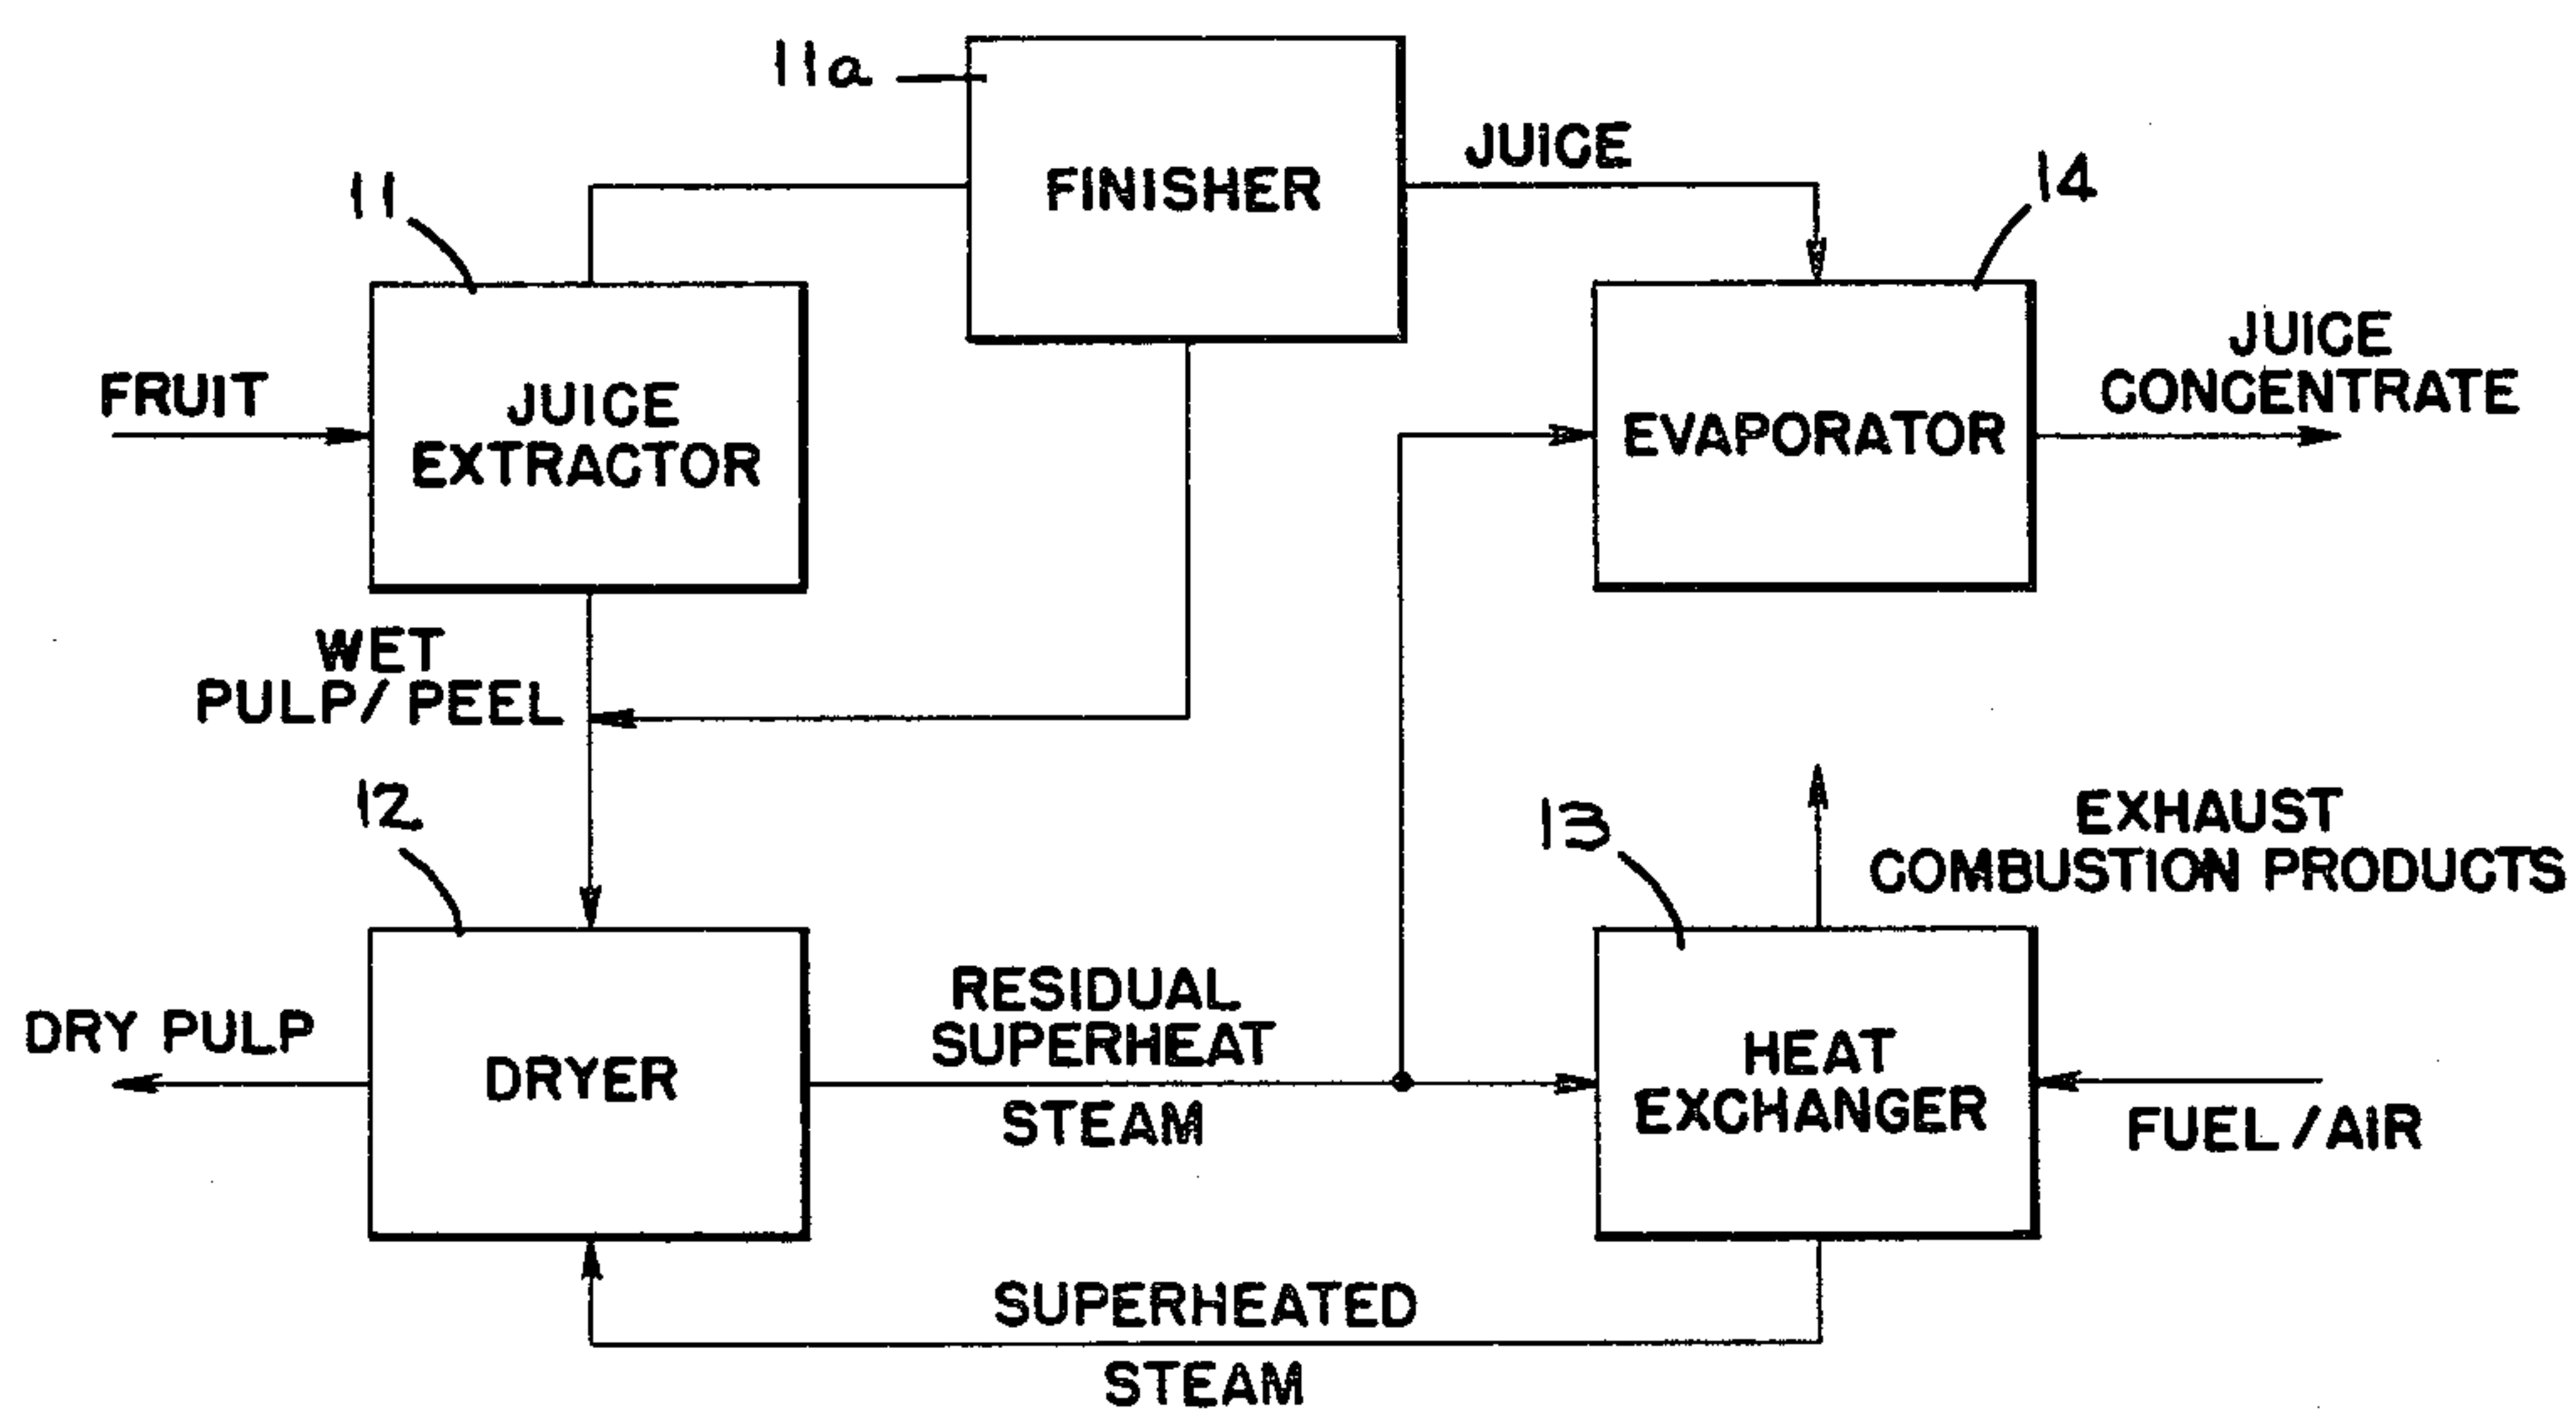 11a
FINISHER
JUICE
11
14
FRUIT
JUICE
EXTRACTOR
EVAPORATOR
JUICE
CONCENTRATE
WET
PULP/PEEL
12
13
EXHAUST
COMBUSTION PRODUCTS
DRY PULP
DRYER
RESIDUAL
SUPERHEAT
STEAM
HEAT
EXCHANGER
FUEL/AIR
SUPERHEATED
STEAM